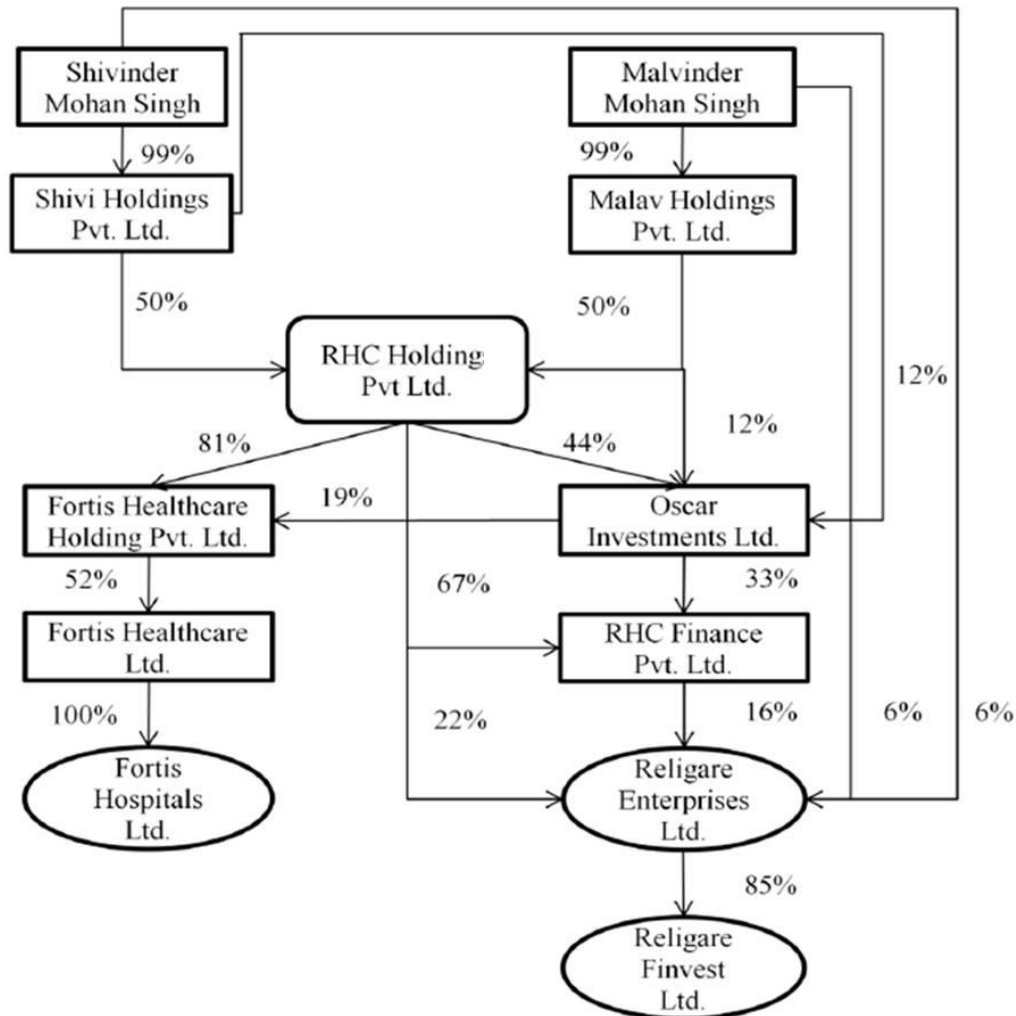 Shivinder
Mohan Singh
Malvinder
Mohan Singh
99%
99%
Shivi Holdings
Pvt. Ltd.
Malav Holdings
Pvt. Ltd.
50%
50%
RHC Holding
Pvt Ltd.
12%
81%
44%
12%
Fortis Healthcare
Holding Pvt. Ltd.
19%
Oscar
Investments Ltd.
52%
67%
33%
Fortis Healthcare
Ltd.
RHC Finance
Pvt. Ltd.
100%
22%
16%
6%
6%
Fortis
Hospitals
Ltd.
Religare
Enterprises
Ltd.
85%
Religare
Finvest
Ltd.